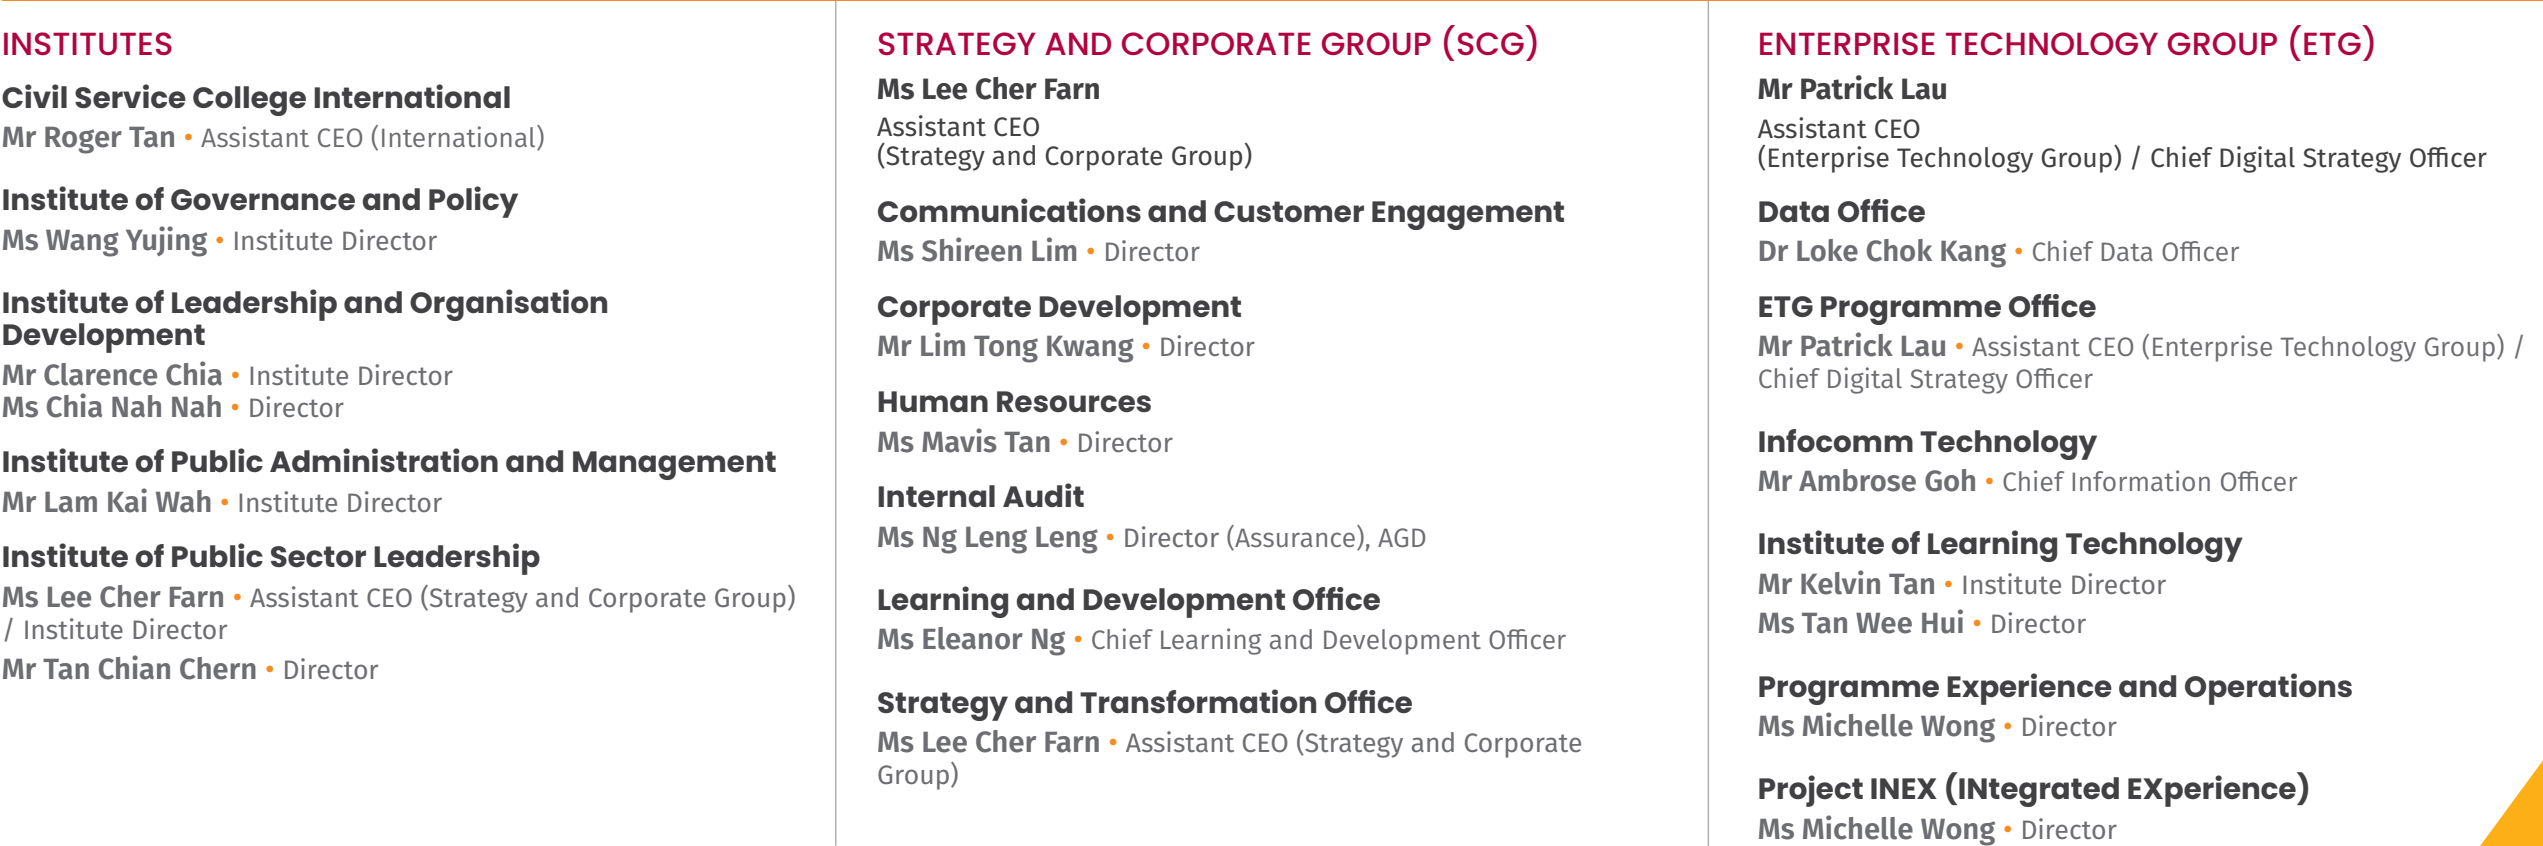 INSTITUTES
Civil Service College International
Mr Roger Tan • Assistant CEO (International)
Institute of Governance and Policy
Ms Wang Yujing • Institute Director
Institute of Leadership and Organisation
Development
Mr Clarence Chia • Institute Director
Ms Chia Nah Nah • Director
Institute of Public Administration and Management
Mr Lam Kai Wah • Institute Director
Institute of Public Sector Leadership
Ms Lee Cher Farn • Assistant CEO (Strategy and Corporate Group)
/ Institute Director
Mr Tan Chian Chern • Director
STRATEGY AND CORPORATE GROUP (SCG)
Ms Lee Cher Farn
Assistant CEO
(Strategy and Corporate Group)
Communications and Customer Engagement
Ms Shireen Lim • Director
Corporate Development
Mr Lim Tong Kwang • Director
Human Resources
Ms Mavis Tan • Director
Internal Audit
Ms Ng Leng Leng • Director (Assurance), AGD
Learning and Development Office
Ms Eleanor Ng • Chief Learning and Development Officer
Strategy and Transformation Office
Ms Lee Cher Farn • Assistant CEO (Strategy and Corporate
Group)
ENTERPRISE TECHNOLOGY GROUP (ETG)
Mr Patrick Lau
Assistant CEO
(Enterprise Technology Group) / Chief Digital Strategy Officer
Data Office
Dr Loke Chok Kang • Chief Data Officer
ETG Programme Office
Mr Patrick Lau • Assistant CEO (Enterprise Technology Group) /
Chief Digital Strategy Officer
Infocomm Technology
Mr Ambrose Goh • Chief Information Officer
Institute of Learning Technology
Mr Kelvin Tan • Institute Director
Ms Tan Wee Hui • Director
Programme Experience and Operations
Ms Michelle Wong • Director
Project INEX (INtegrated EXperience)
Ms Michelle Wong • Director